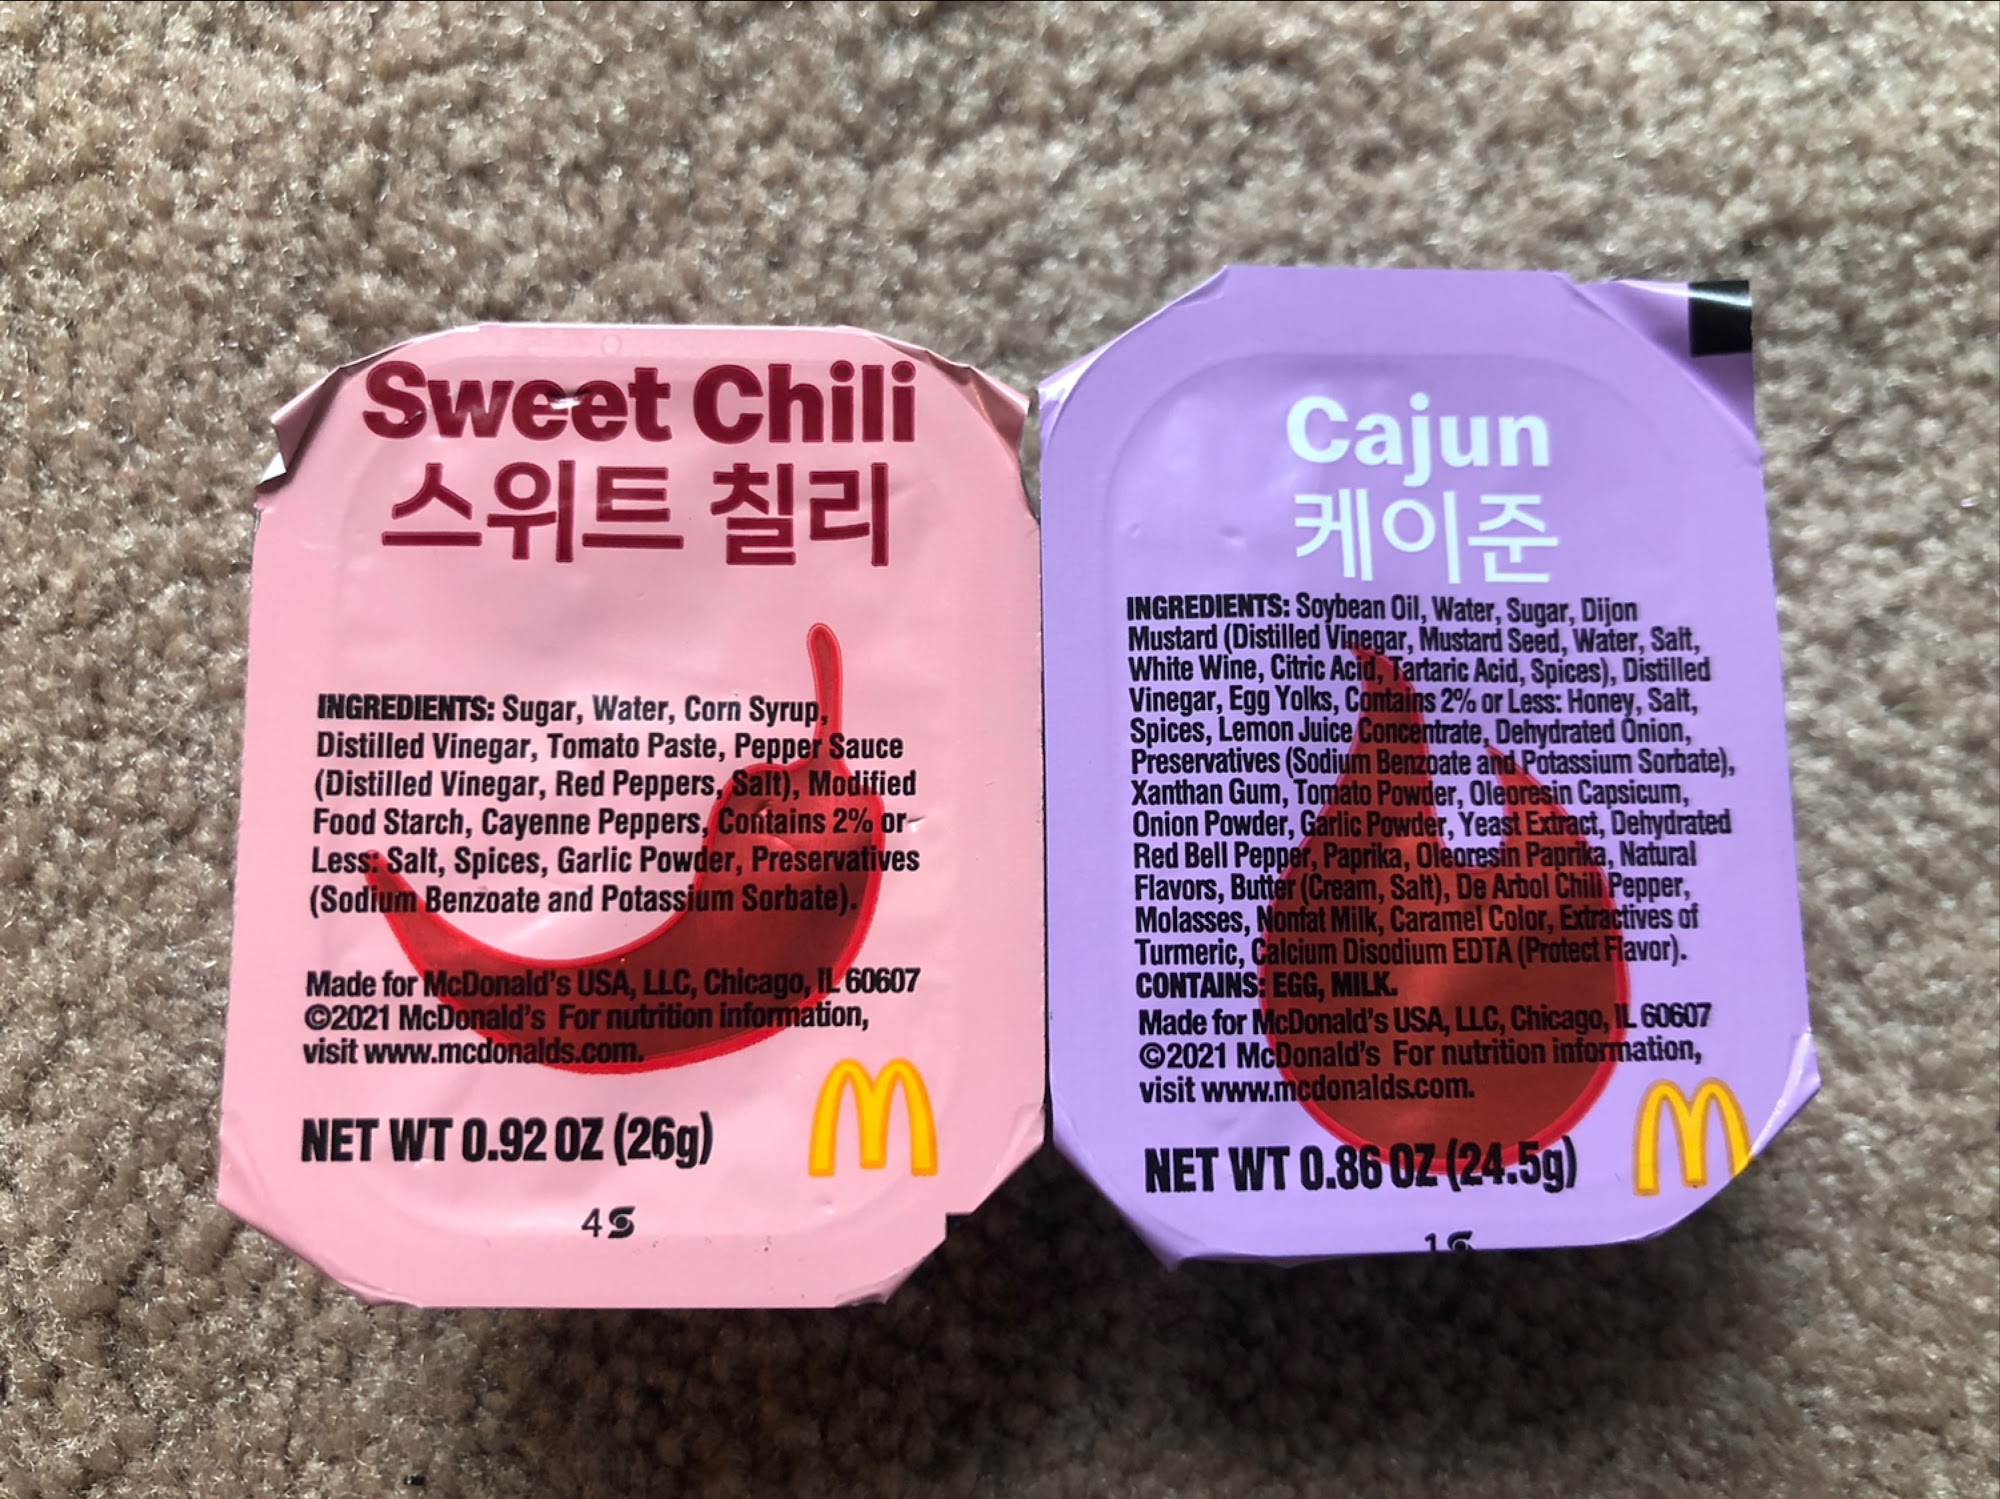 Sweet Chili
스위트 칠리
INGREDIENTS: Sugar, Water, Corn Syrup,
Distilled Vinegar, Tomato Paste, Pepper Sauce
(Distilled Vinegar, Red Peppers, Salt), Modified
Food Starch, Cayenne Peppers, Contains 2% or
Less: Salt, Spices, Garlic Powder, Preservatives
(Sodium Benzoate and Potassium Sorbate).
Made for McDonald's USA, LLC, Chicago, IL 60607
©2021 McDonald's For nutrition information,
visit www.mcdonalds.com.
NET WT 0.92 OZ (26g)
4
Cajun
케이준
INGREDIENTS: Soybean Oil, Water, Sugar, Dijon
Mustard (Distilled Vinegar, Mustard Seed, Water, Salt,
White Wine, Citric Acid, Tartaric Acid, Spices), Distilled
Vinegar, Egg Yolks, Contains 2% or Less: Honey, Salt,
Spices, Lemon Juice Concentrate, Dehydrated Onion,
Preservatives (Sodium Benzoate and Potassium Sorbate),
Xanthan Gum, Tomato Powder, Oleoresin Capsicum,
Onion Powder, Garlic Powder, Yeast Extract, Dehydrated
Red Bell Pepper, Paprika, Oleoresin Paprika, Natural
Flavors, Butter (Cream, Salt), De Arbol Chili Pepper,
Molasses, Nonfat Milk, Caramel Color, Extractives of
Turmeric, Calcium Disodium EDTA (Protect Flavor).
CONTAINS: EGG, MILK.
Made for McDonald's USA, LLC, Chicago, IL 60607
©2021 McDonald's For nutrition information,
visit www.mcdonalds.com.
NET WT 0.86 OZ (24.5g)
1